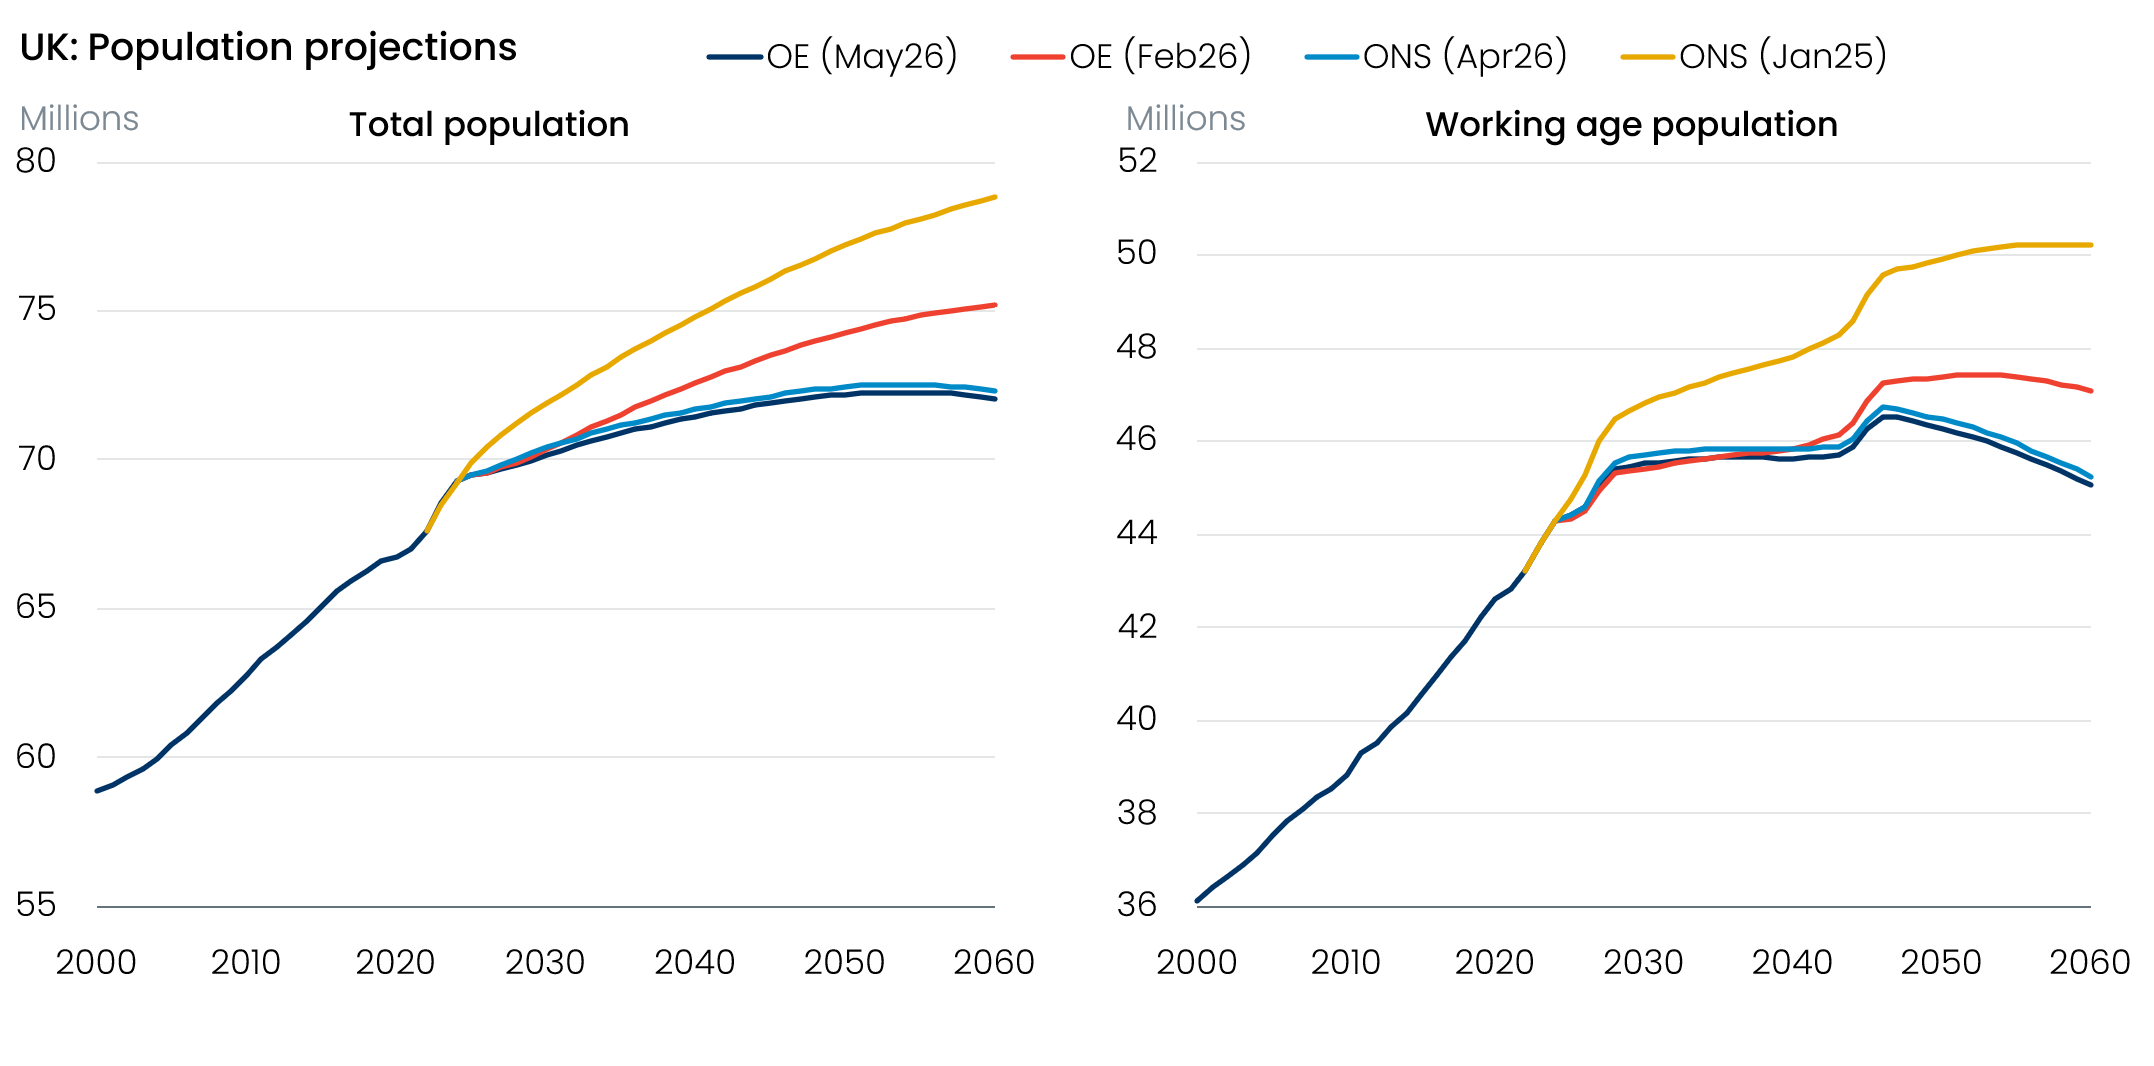 UK: Population projections
OE (May26) OE (Feb26) ONS (Apr26) ONS (Jan25)
Millions
Total population
80
75
70
65
60
55
2000 2010 2020 2030 2040 2050 2060
Millions
Working age population
52
50
48
46
44
42
40
38
36
2000 2010 2020 2030 2040 2050 2060